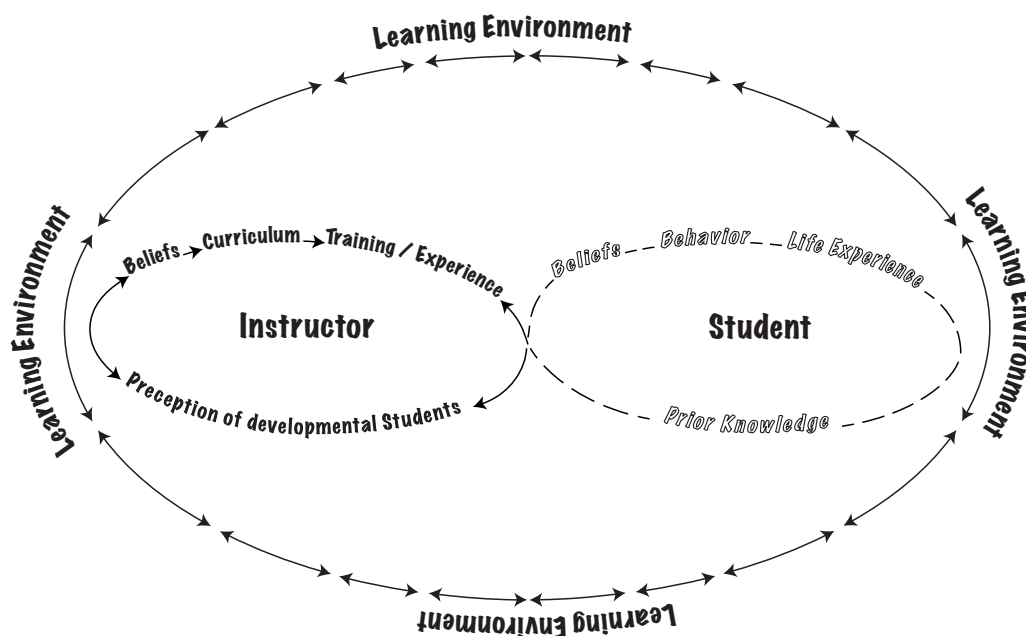 Learning Environment
Learning Environment
Learning Environment
Beliefs
Curriculum
Training / Experience
Beliefs
Behavior
Life Experience
Instructor
Student
Preception of developmental Students
Prior Knowledge
Learning Environment